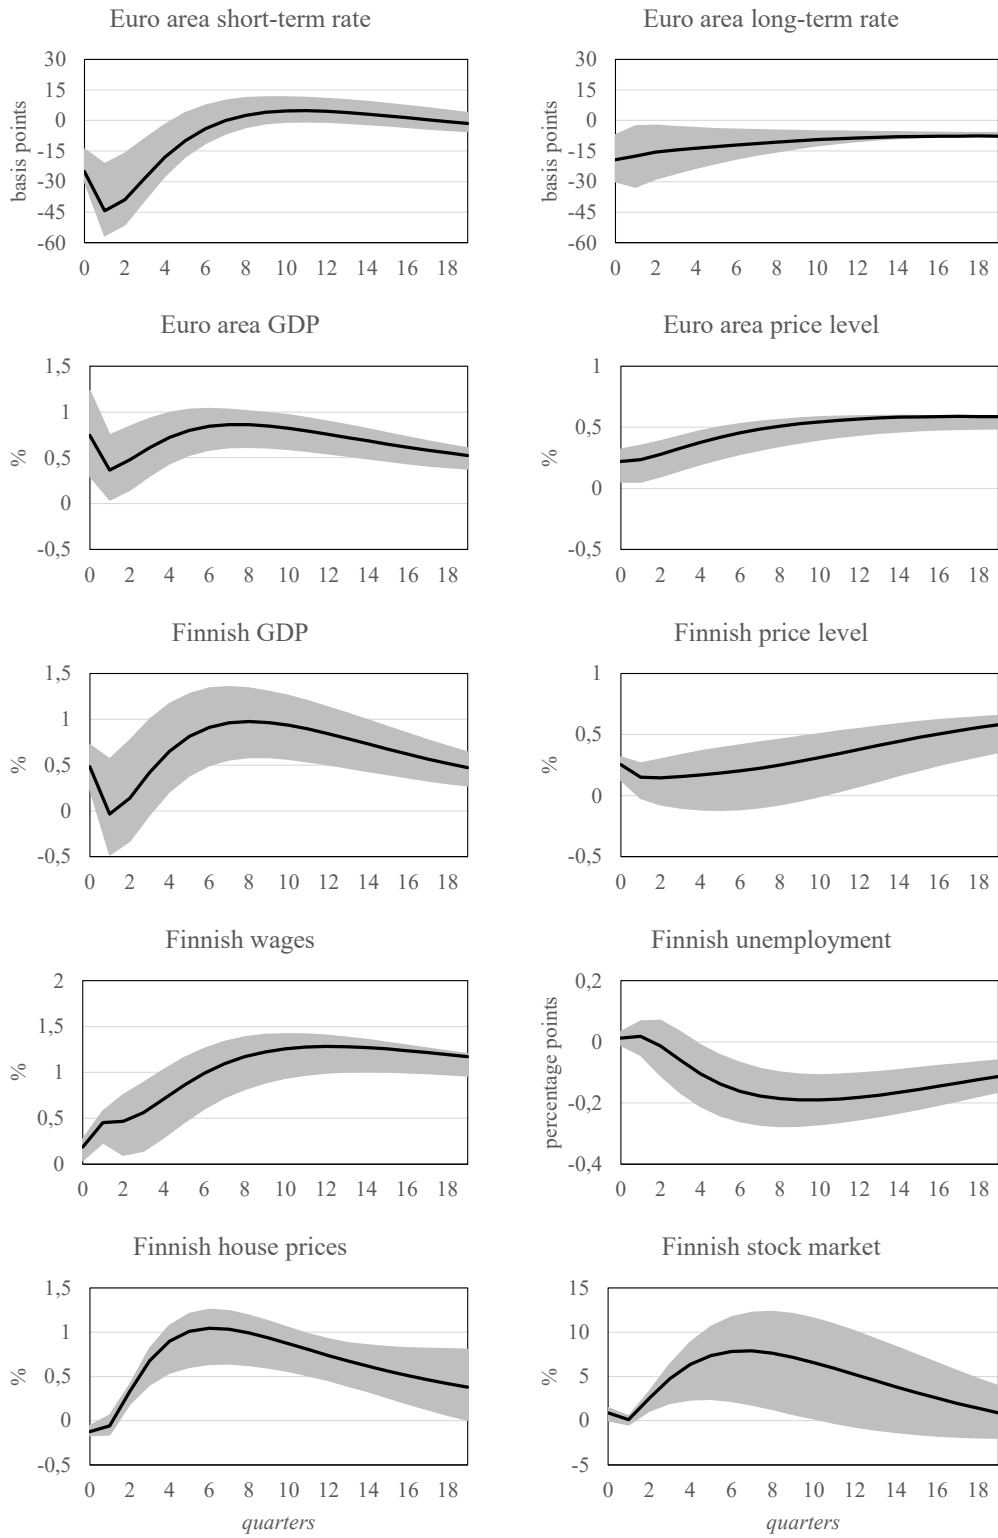 Euro area short-term rate
30
15
0
-15
-30
-45
-60
basis points
0 2 4 6 8 10 12 14 16 18
Euro area long-term rate
30
15
0
-15
-30
-45
-60
basis points
0 2 4 6 8 10 12 14 16 18
Euro area GDP
1,5
1
0,5
0
-0,5
%
0 2 4 6 8 10 12 14 16 18
Euro area price level
1
0,5
0
-0,5
%
0 2 4 6 8 10 12 14 16 18
Finnish GDP
1,5
1
0,5
0
-0,5
%
0 2 4 6 8 10 12 14 16 18
Finnish price level
1
0,5
0
-0,5
%
0 2 4 6 8 10 12 14 16 18
Finnish wages
2
1,5
1
0,5
0
%
0 2 4 6 8 10 12 14 16 18
Finnish unemployment
0,2
0
-0,2
-0,4
percentage points
0 2 4 6 8 10 12 14 16 18
Finnish house prices
1,5
1
0,5
0
-0,5
%
0 2 4 6 8 10 12 14 16 18
quarters
Finnish stock market
15
10
5
0
-5
%
0 2 4 6 8 10 12 14 16 18
quarters